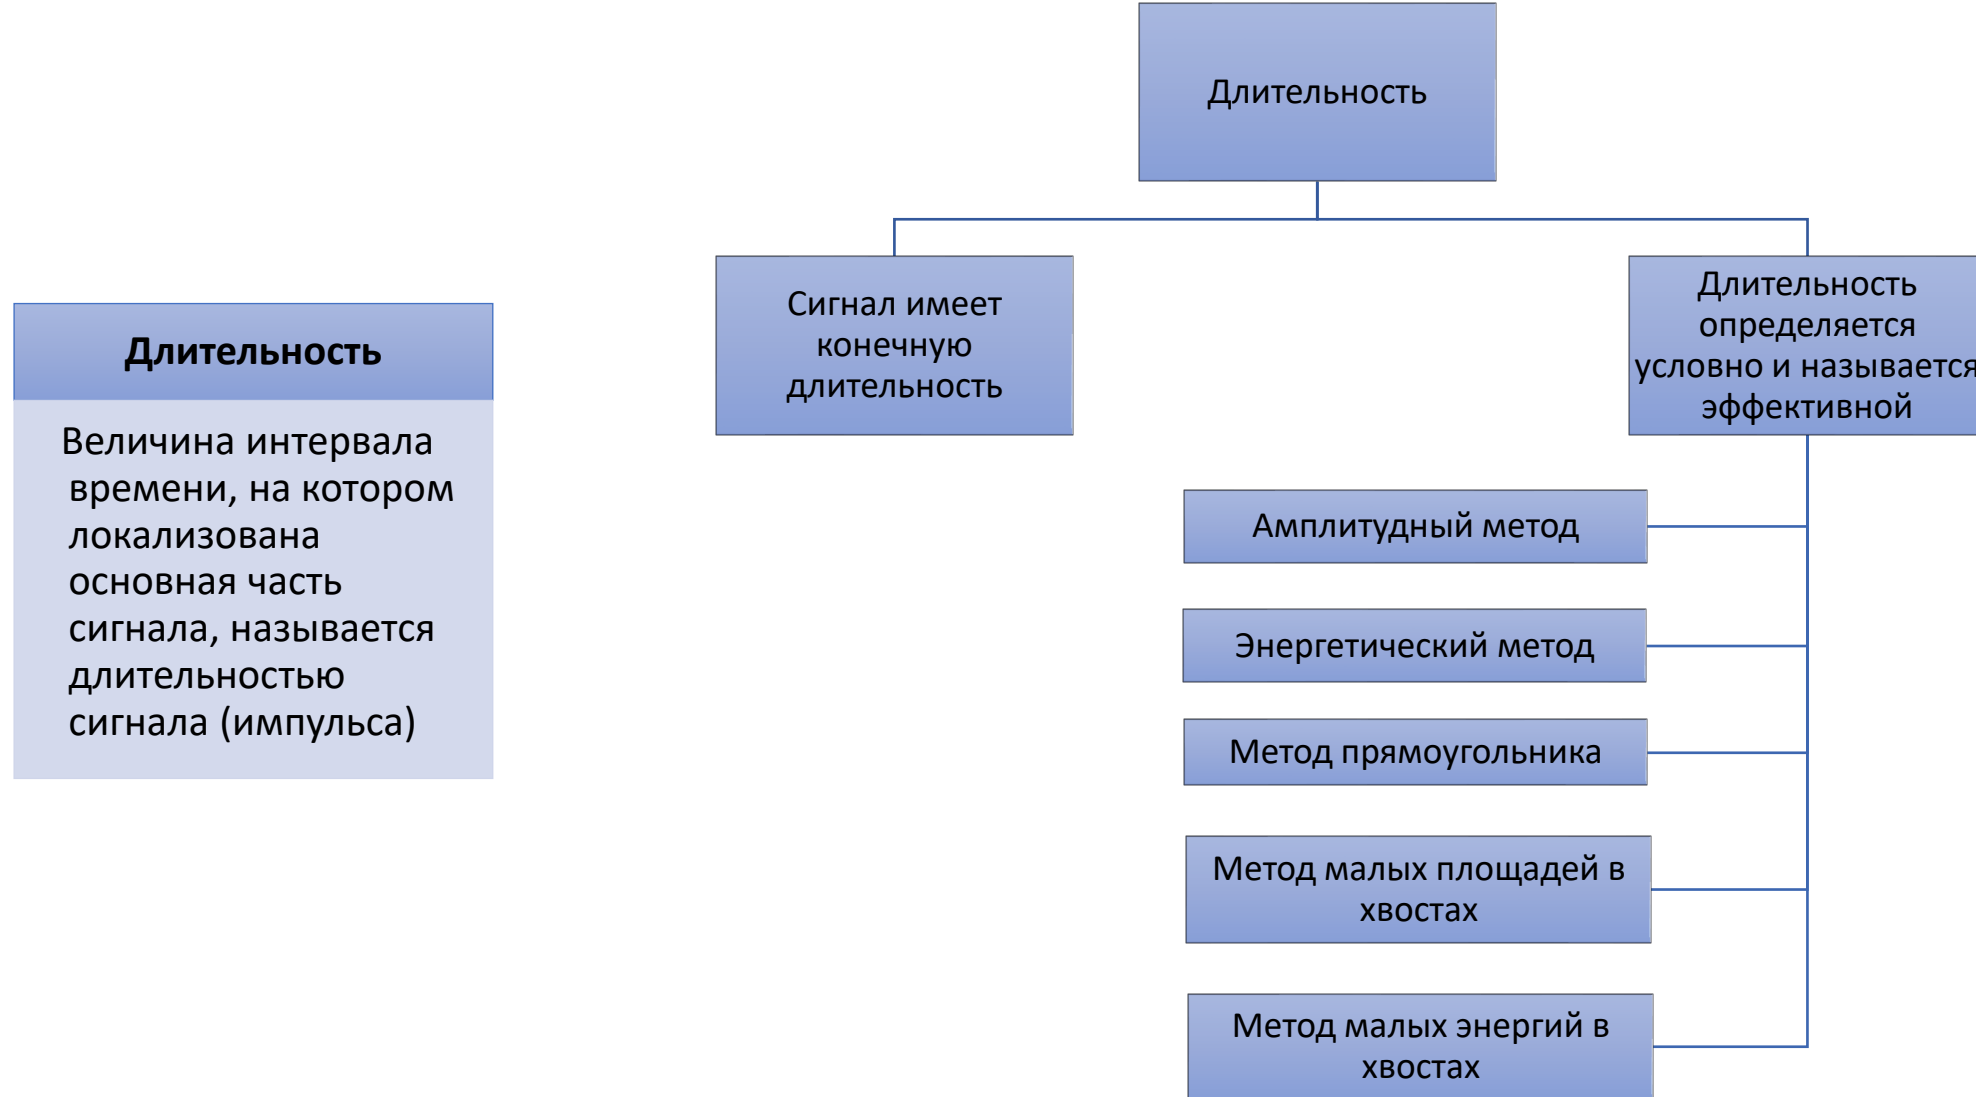 Длительность
Величина интервала
времени, на котором
локализована
основная часть
сигнала, называется
длительностью
сигнала (импульса)
Длительность
Сигнал имеет
конечную
длительность
Длительность
определяется
условно и называется
эффективной
Амплитудный метод
Энергетический метод
Метод прямоугольника
Метод малых площадей в
хвостах
Метод малых энергий в
хвостах